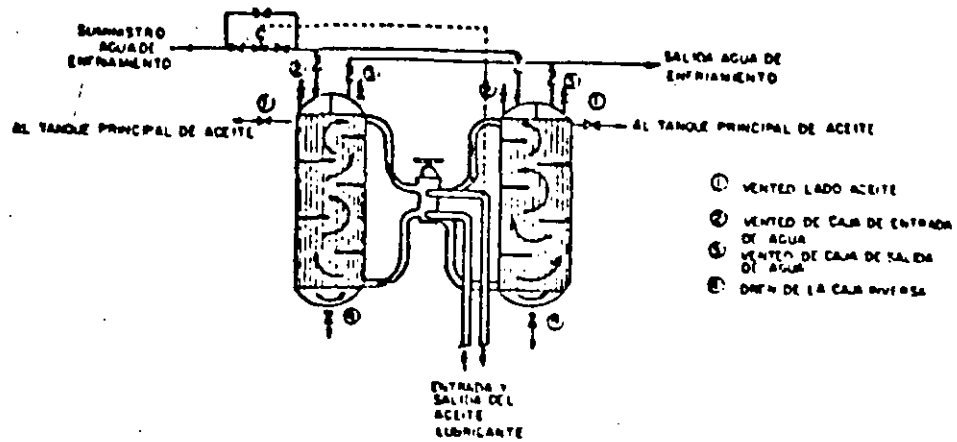 SUMINISTRO
AGUA DE
ENFRIAMIENTO
SALIDA AGUA DE
ENFRIAMIENTO
AL TANQUE PRINCIPAL DE ACEITE
AL TANQUE PRINCIPAL DE ACEITE
① VENTEO LADO ACEITE
② VENTEO DE CAJA DE ENTRADA
DE AGUA
③ VENTEO DE CAJA DE SALIDA
DE AGUA
④ DREN DE LA CAJA INVERSA
ENTRADA Y
SALIDA DEL
ACEITE
LUBRICANTE